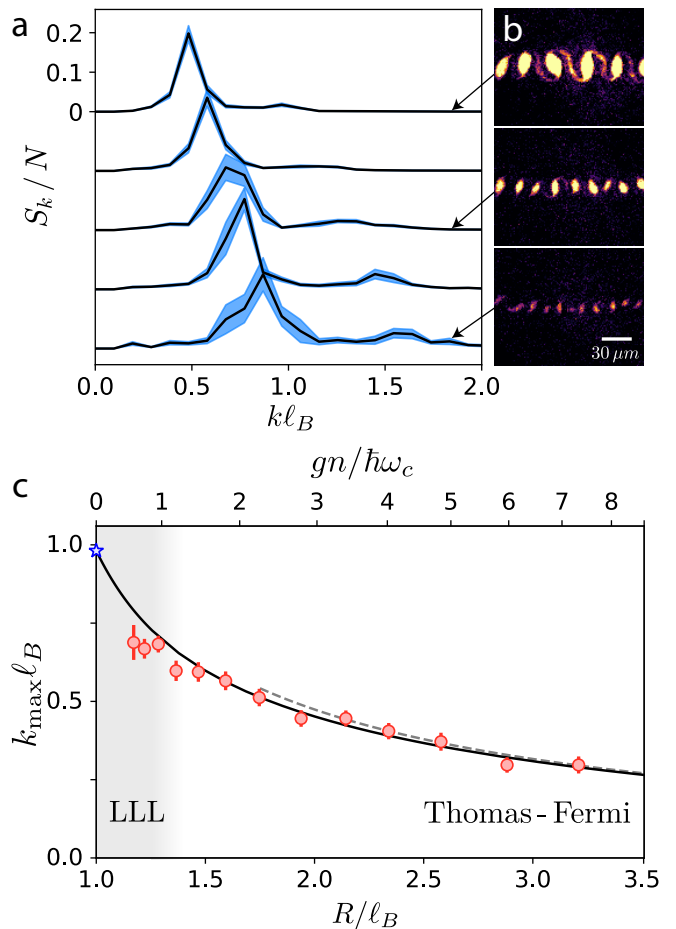 a
b
0.2
0.1
0
S_k / N
0.0 0.5 1.0 1.5 2.0
kℓ_B
30 μm
c
gn/ħω_c
0 1 2 3 4 5 6 7 8
1.0
0.5
0.0
k_max ℓ_B
LLL
Thomas-Fermi
1.0 1.5 2.0 2.5 3.0 3.5
R/ℓ_B